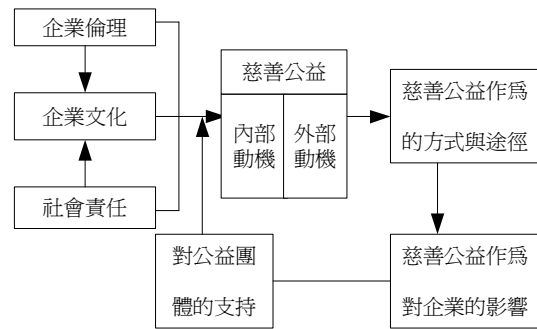 企業倫理
企業文化
社會責任
慈善公益
內部
動機
外部
動機
慈善公益作為
的方式與途徑
慈善公益作為
對企業的影響
對公益團
體的支持